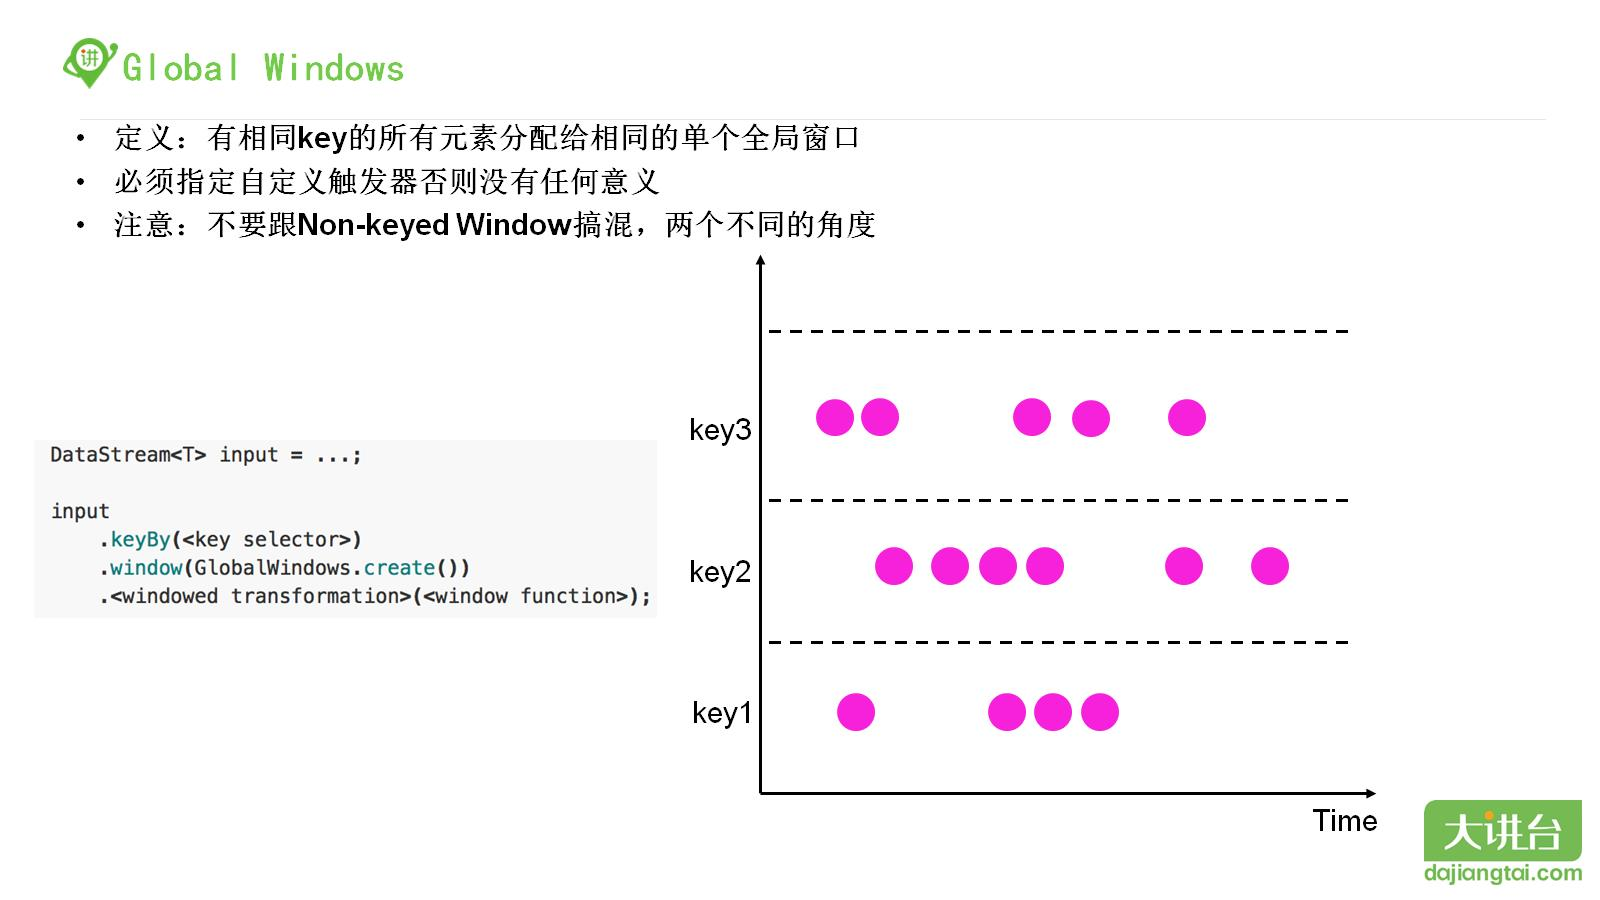 讲
Global Windows
• 定义：有相同key的所有元素分配给相同的单个全局窗口
• 必须指定自定义触发器否则没有任何意义
• 注意：不要跟Non-keyed Window搞混，两个不同的角度
DataStream<T> input = ...;
input
    .keyBy(<key selector>)
    .window(GlobalWindows.create())
    .<windowed transformation>(<window function>);
key3
key2
key1
Time
大讲台
dajiangtai.com